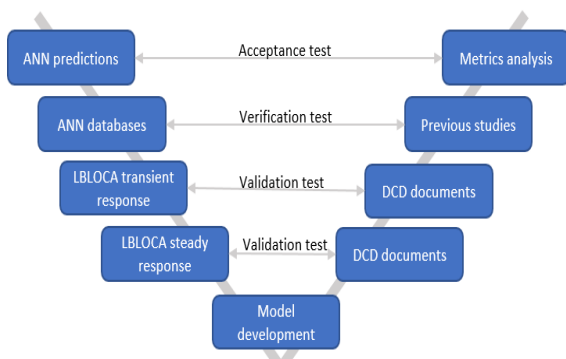 ANN predictions
Acceptance test
Metrics analysis
ANN databases
Verification test
Previous studies
LBLOCA transient
response
Validation test
DCD documents
LBLOCA steady
response
Validation test
DCD documents
Model
development